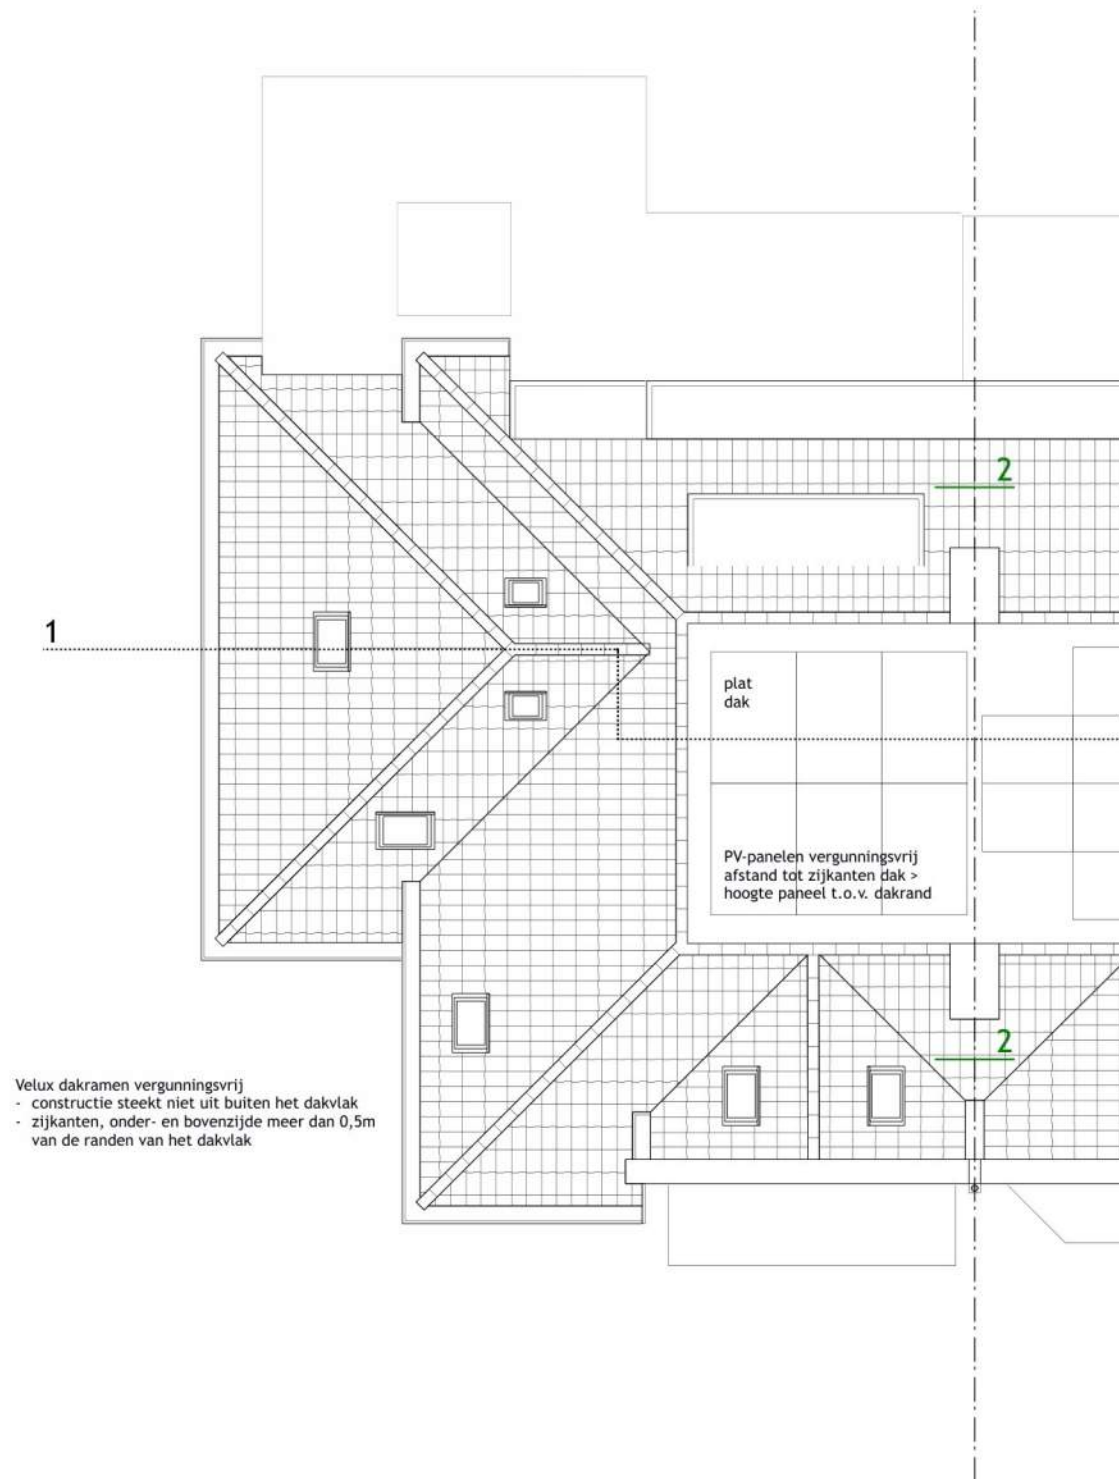 2
1
plat
dak
PV-panelen vergunningsvrij
afstand tot zijkanten dak >
hoogte paneel t.o.v. dakrand
2
Velux dakramen vergunningsvrij
- constructie steekt niet uit buiten het dakvlak
- zijkanten, onder- en bovenzijde meer dan 0,5m
van de randen van het dakvlak